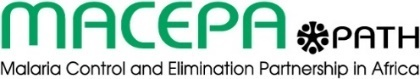 MACEPA PATH
Malaria Control and Elimination Partnership in Africa